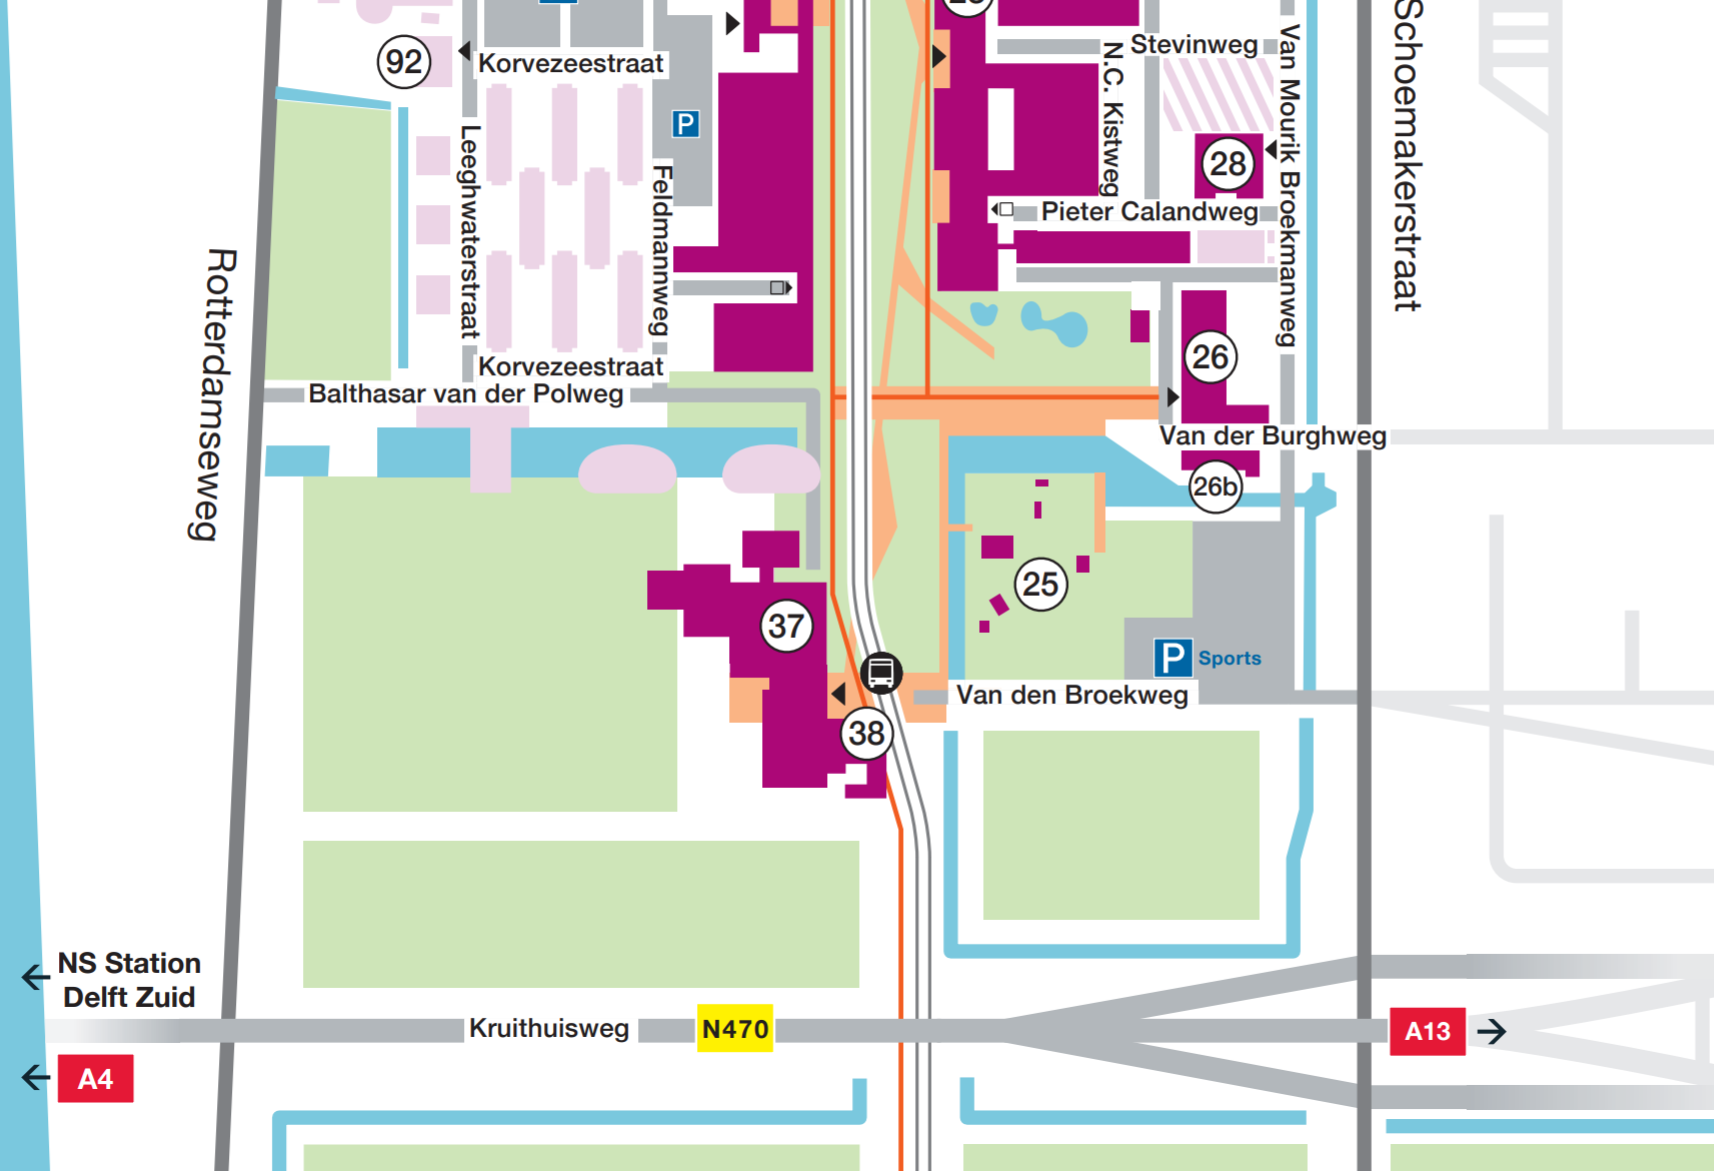 92
Korvezeestraat
P
Leeghwaterstraat
Feldmannweg
Korvezeestraat
Balthasar van der Polweg
Rotterdamseweg
Stevinweg
N.C. Kistweg
Van Mourik Broekmanweg
Schoemakerstraat
28
Pieter Calandweg
26
Van der Burghweg
26b
25
37
P Sports
Van den Broekweg
38
NS Station
Delft Zuid
Kruithuisweg
N470
A13
A4